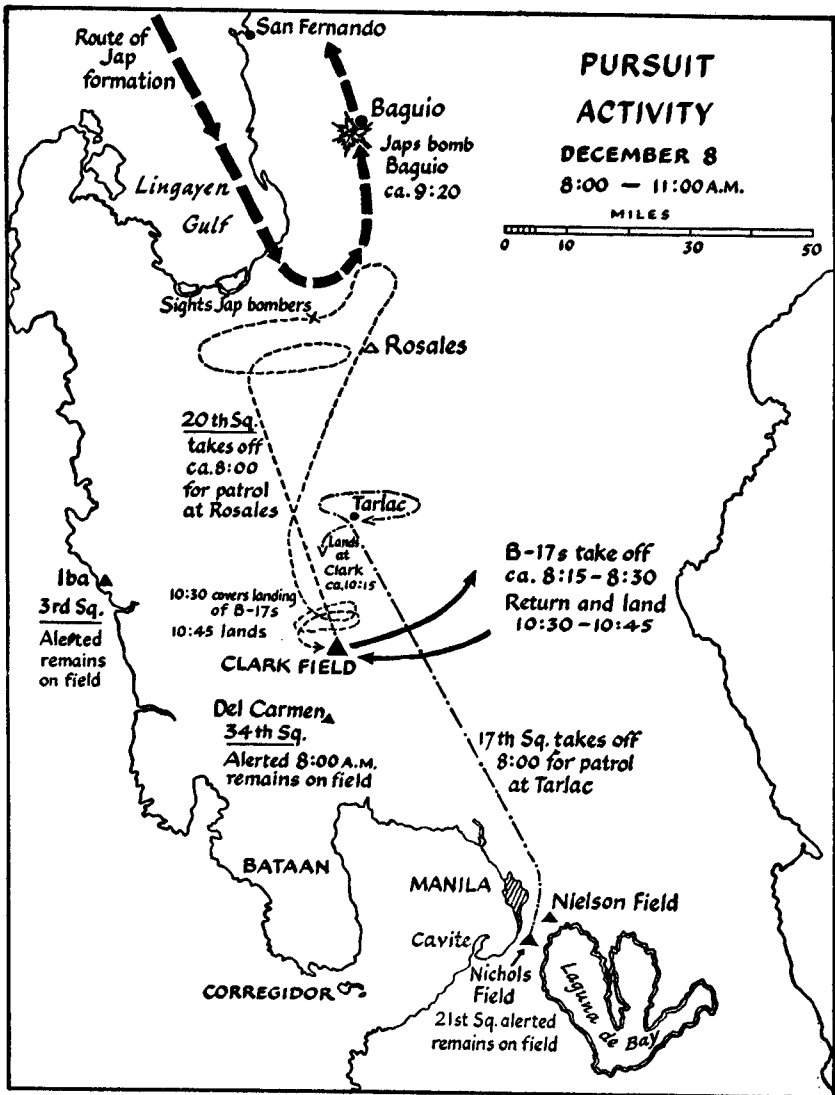 San Fernando
Route of
Jap
formation
PURSUIT
ACTIVITY
DECEMBER 8
8:00 — 11:00 A.M.
MILES
0 10 30 50
Baguio
Japs bomb
Baguio
ca. 9:20
Lingayen
Gulf
Sights Jap bombers
Rosales
20th Sq.
takes off
ca. 8:00
for patrol
at Rosales
Tarlac
lands
at
Clark
ca. 10:15
B-17s take off
ca. 8:15 - 8:30
Return and land
10:30 - 10:45
Iba
3rd Sq.
Alerted
remains
on field
10:30 covers landing
of B-17s
10:45 lands
CLARK FIELD
Del Carmen
34th Sq.
Alerted 8:00 A.M.
remains on field
17th Sq. takes off
8:00 for patrol
at Tarlac
BATAAN
MANILA
Nielson Field
Cavite
Nichols
Field
21st Sq. alerted
remains on field
CORREGIDOR
Laguna de Bay